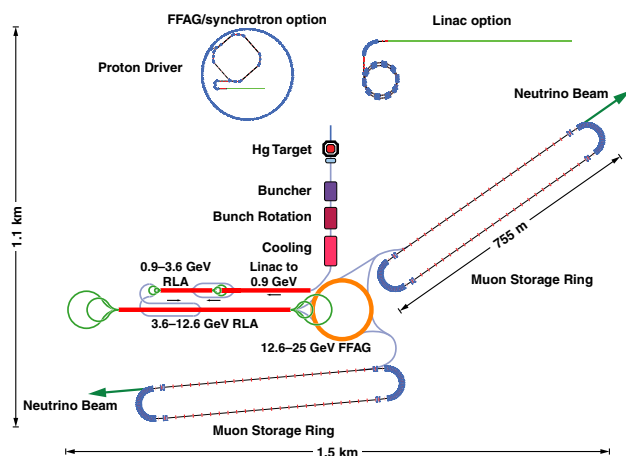 FFAG/synchrotron option
Linac option
Proton Driver
Neutrino Beam
Hg Target
Buncher
Bunch Rotation
Cooling
1.1 km
755 m
0.9–3.6 GeV
RLA
Linac to
0.9 GeV
Muon Storage Ring
3.6–12.6 GeV RLA
12.6–25 GeV FFAG
Neutrino Beam
Muon Storage Ring
1.5 km